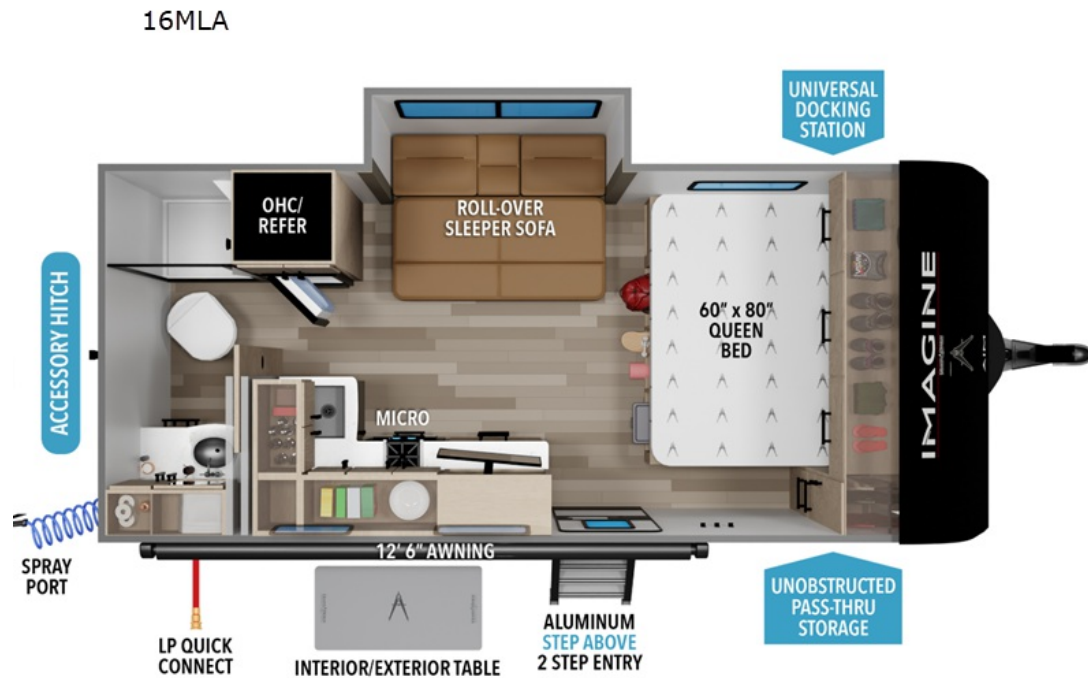 16MLA
UNIVERSAL
DOCKING
STATION
OHC/
REFER
ROLL-OVER
SLEEPER SOFA
60" x 80"
QUEEN
BED
IMAGINE
AIR
ACCESSORY HITCH
MICRO
SPRAY
PORT
12' 6" AWNING
LP QUICK
CONNECT
INTERIOR/EXTERIOR TABLE
ALUMINUM
STEP ABOVE
2 STEP ENTRY
UNOBSTRUCTED
PASS-THRU
STORAGE